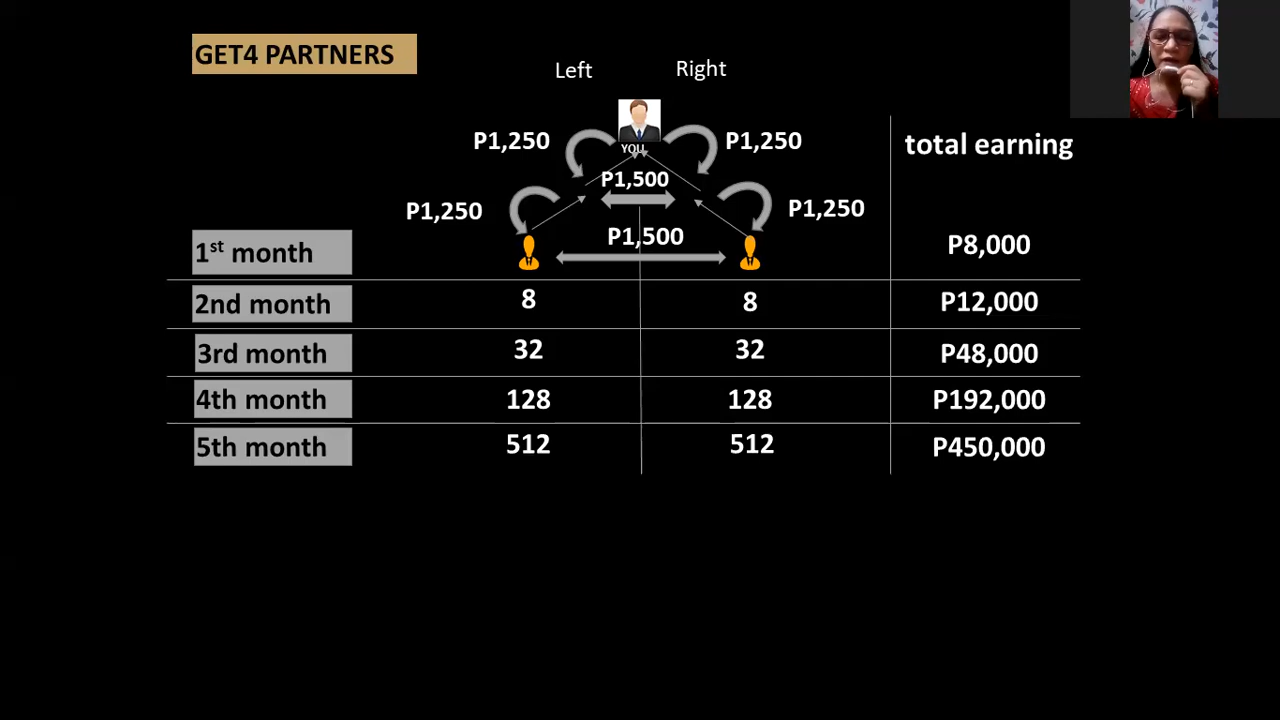 GET4 PARTNERS
Left Right
P1,250 P1,250
YOU
total earning
P1,500
P1,250 P1,250
P1,500
1st month P8,000
2nd month 8 8 P12,000
3rd month 32 32 P48,000
4th month 128 128 P192,000
5th month 512 512 P450,000